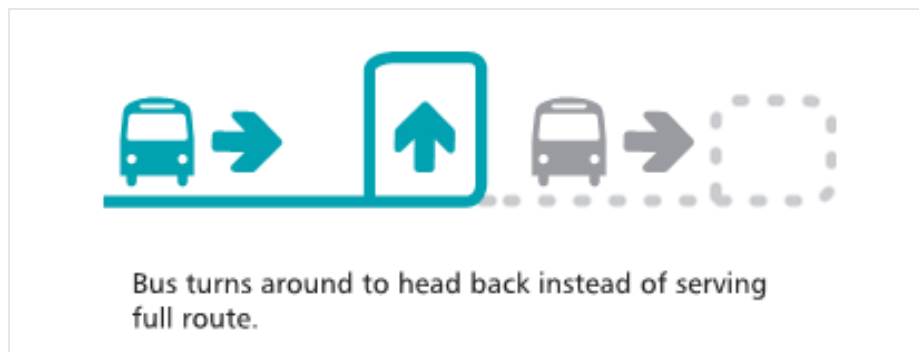 Bus turns around to head back instead of serving
full route.